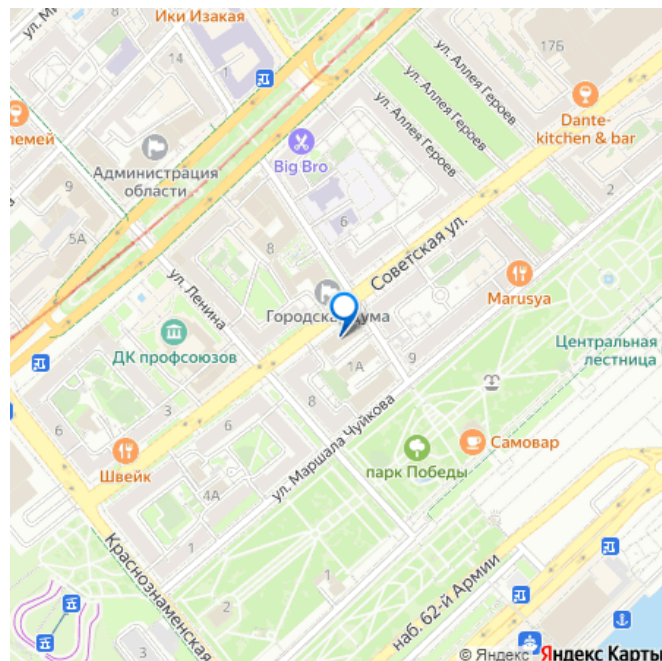 Ики Изакая
14
1
ул. Аллея Героев
ул. Аллея Героев
ул. Аллея Героев
17Б
Dante-
kitchen & bar
лемей
Администрация
области
Big Bro
9
5А
6
2
8
Советская ул.
ул. Ленина
Marusya
Городская Дума
ДК профсоюзов
Центральная
лестница
1А
9
3
8
6
6
ул. Маршала Чуйкова
Швейк
парк Победы
Самовар
4А
Краснознаменская
1
1
2
3
наб. 62-й Армии
© Яндекс Яндекс Карты